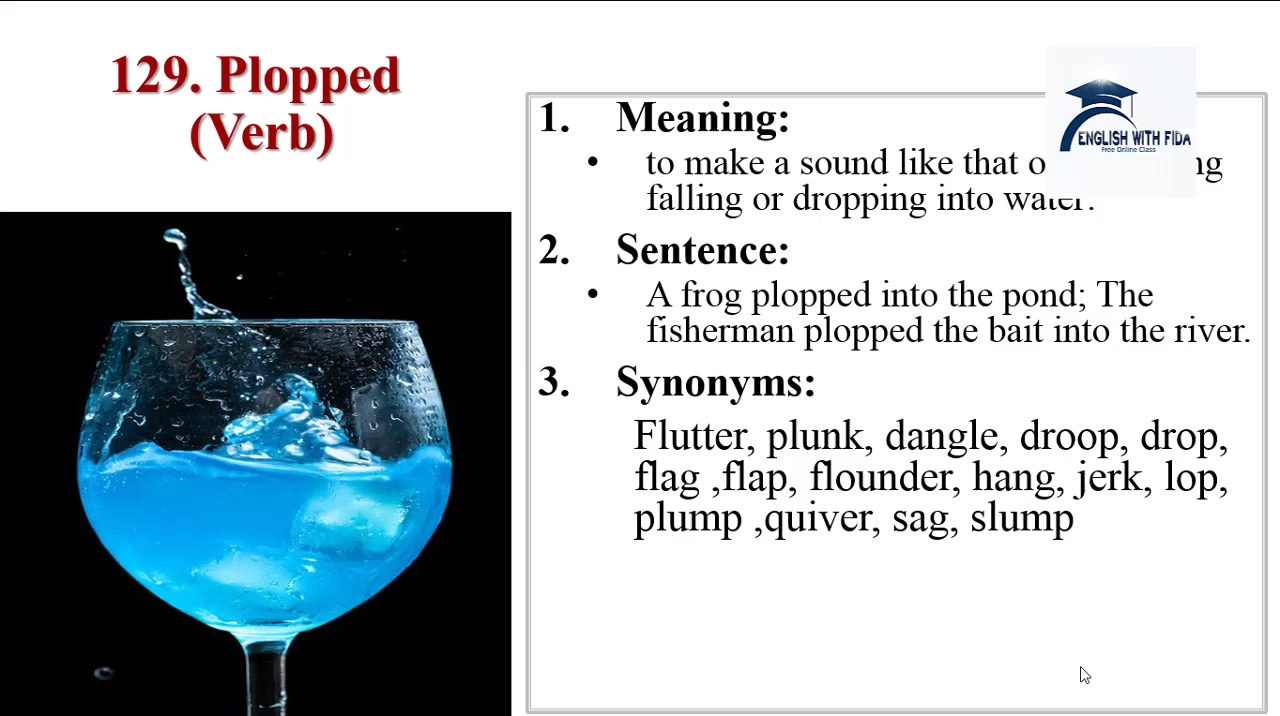 129. Plopped
(Verb)
ENGLISH WITH FIDA
Free Online Class
1. Meaning:
• to make a sound like that o ng
falling or dropping into water.
2. Sentence:
• A frog plopped into the pond; The
fisherman plopped the bait into the river.
3. Synonyms:
Flutter, plunk, dangle, droop, drop,
flag ,flap, flounder, hang, jerk, lop,
plump ,quiver, sag, slump